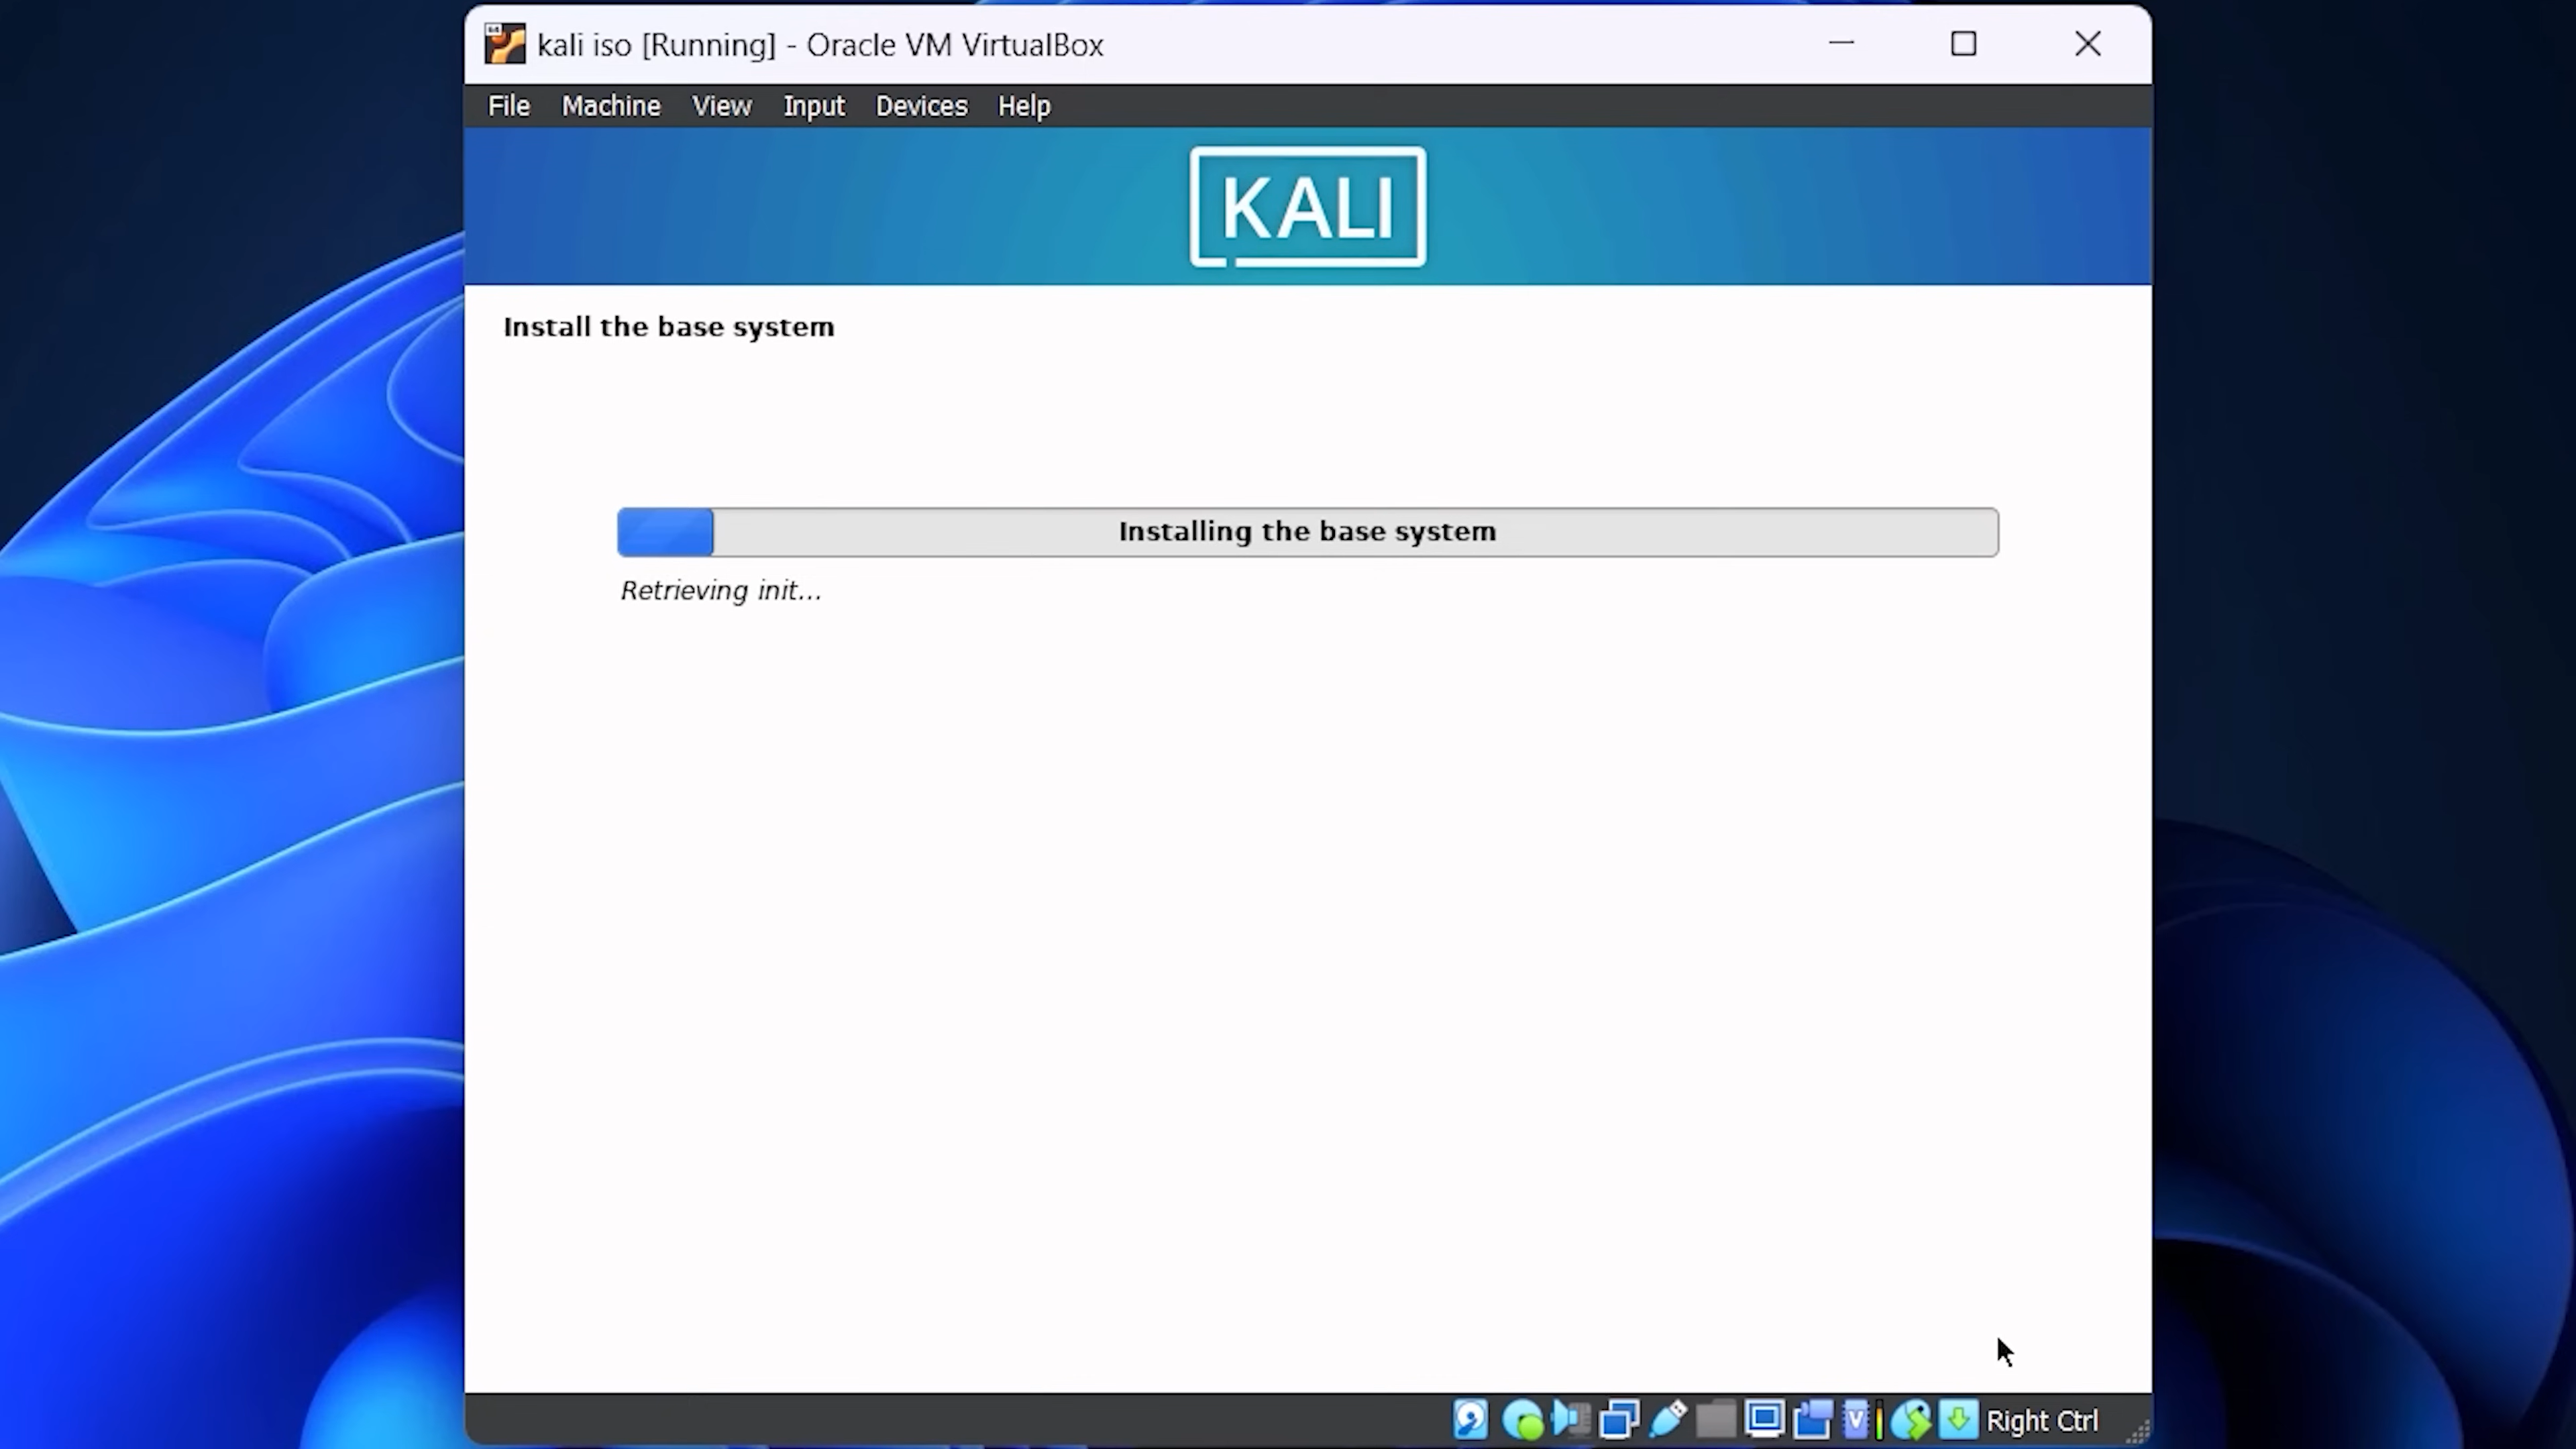 kali iso [Running] - Oracle VM VirtualBox
File Machine View Input Devices Help
KALI
Install the base system
Installing the base system
Retrieving init...
Right Ctrl